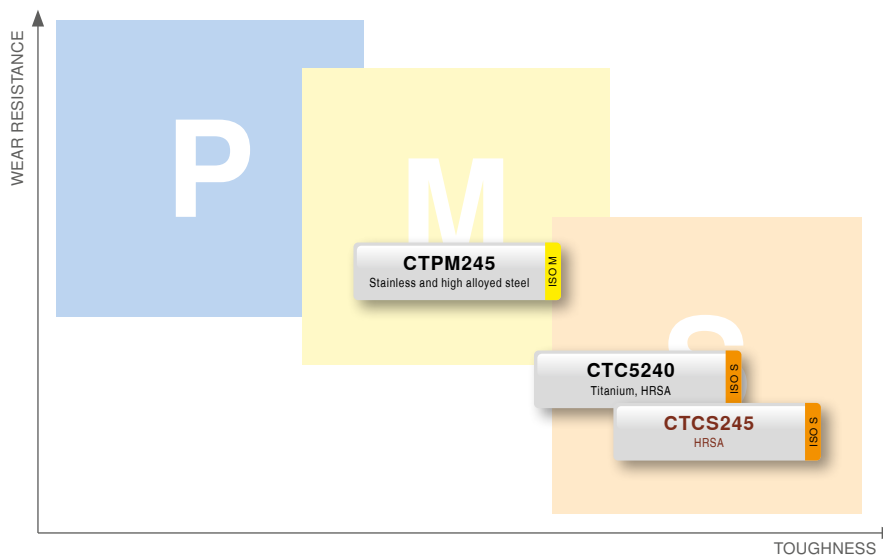 WEAR RESISTANCE
P
M
CTPM245
Stainless and high alloyed steel
ISO M
S
CTC5240
Titanium, HRSA
ISO S
CTCS245
HRSA
ISO S
TOUGHNESS